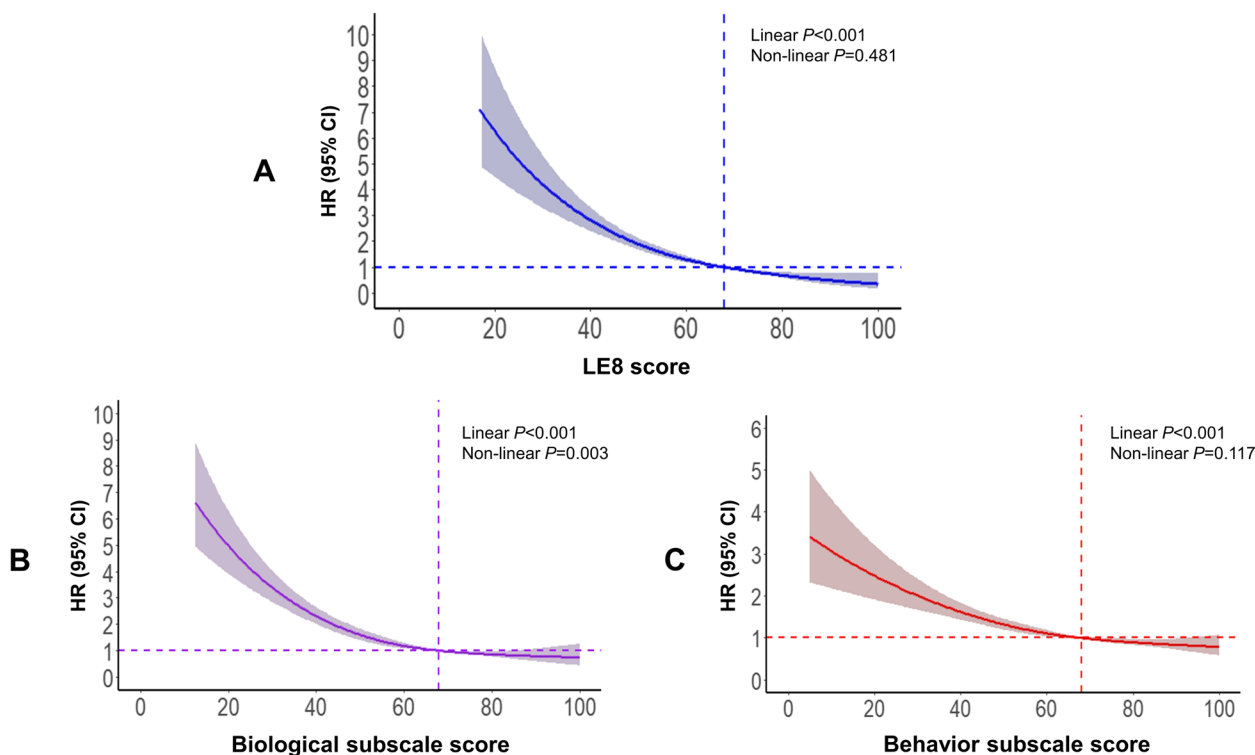 A
HR (95% CI)
10
9
8
7
6
5
4
3
2
1
0
Linear P<0.001
Non-linear P=0.481
0 20 40 60 80 100
LE8 score
B
HR (95% CI)
10
9
8
7
6
5
4
3
2
1
0
Linear P<0.001
Non-linear P=0.003
0 20 40 60 80 100
Biological subscale score
C
HR (95% CI)
6
5
4
3
2
1
0
Linear P<0.001
Non-linear P=0.117
0 20 40 60 80 100
Behavior subscale score